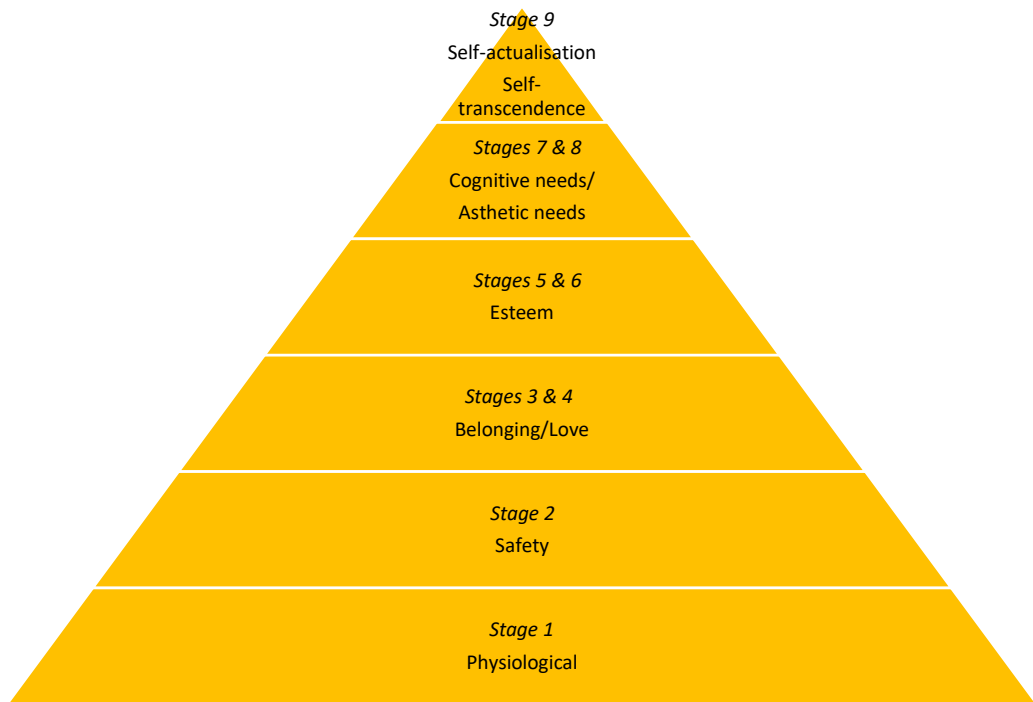 Stage 9
Self-actualisation
Self-
transcendence
Stages 7 & 8
Cognitive needs/
Asthetic needs
Stages 5 & 6
Esteem
Stages 3 & 4
Belonging/Love
Stage 2
Safety
Stage 1
Physiological